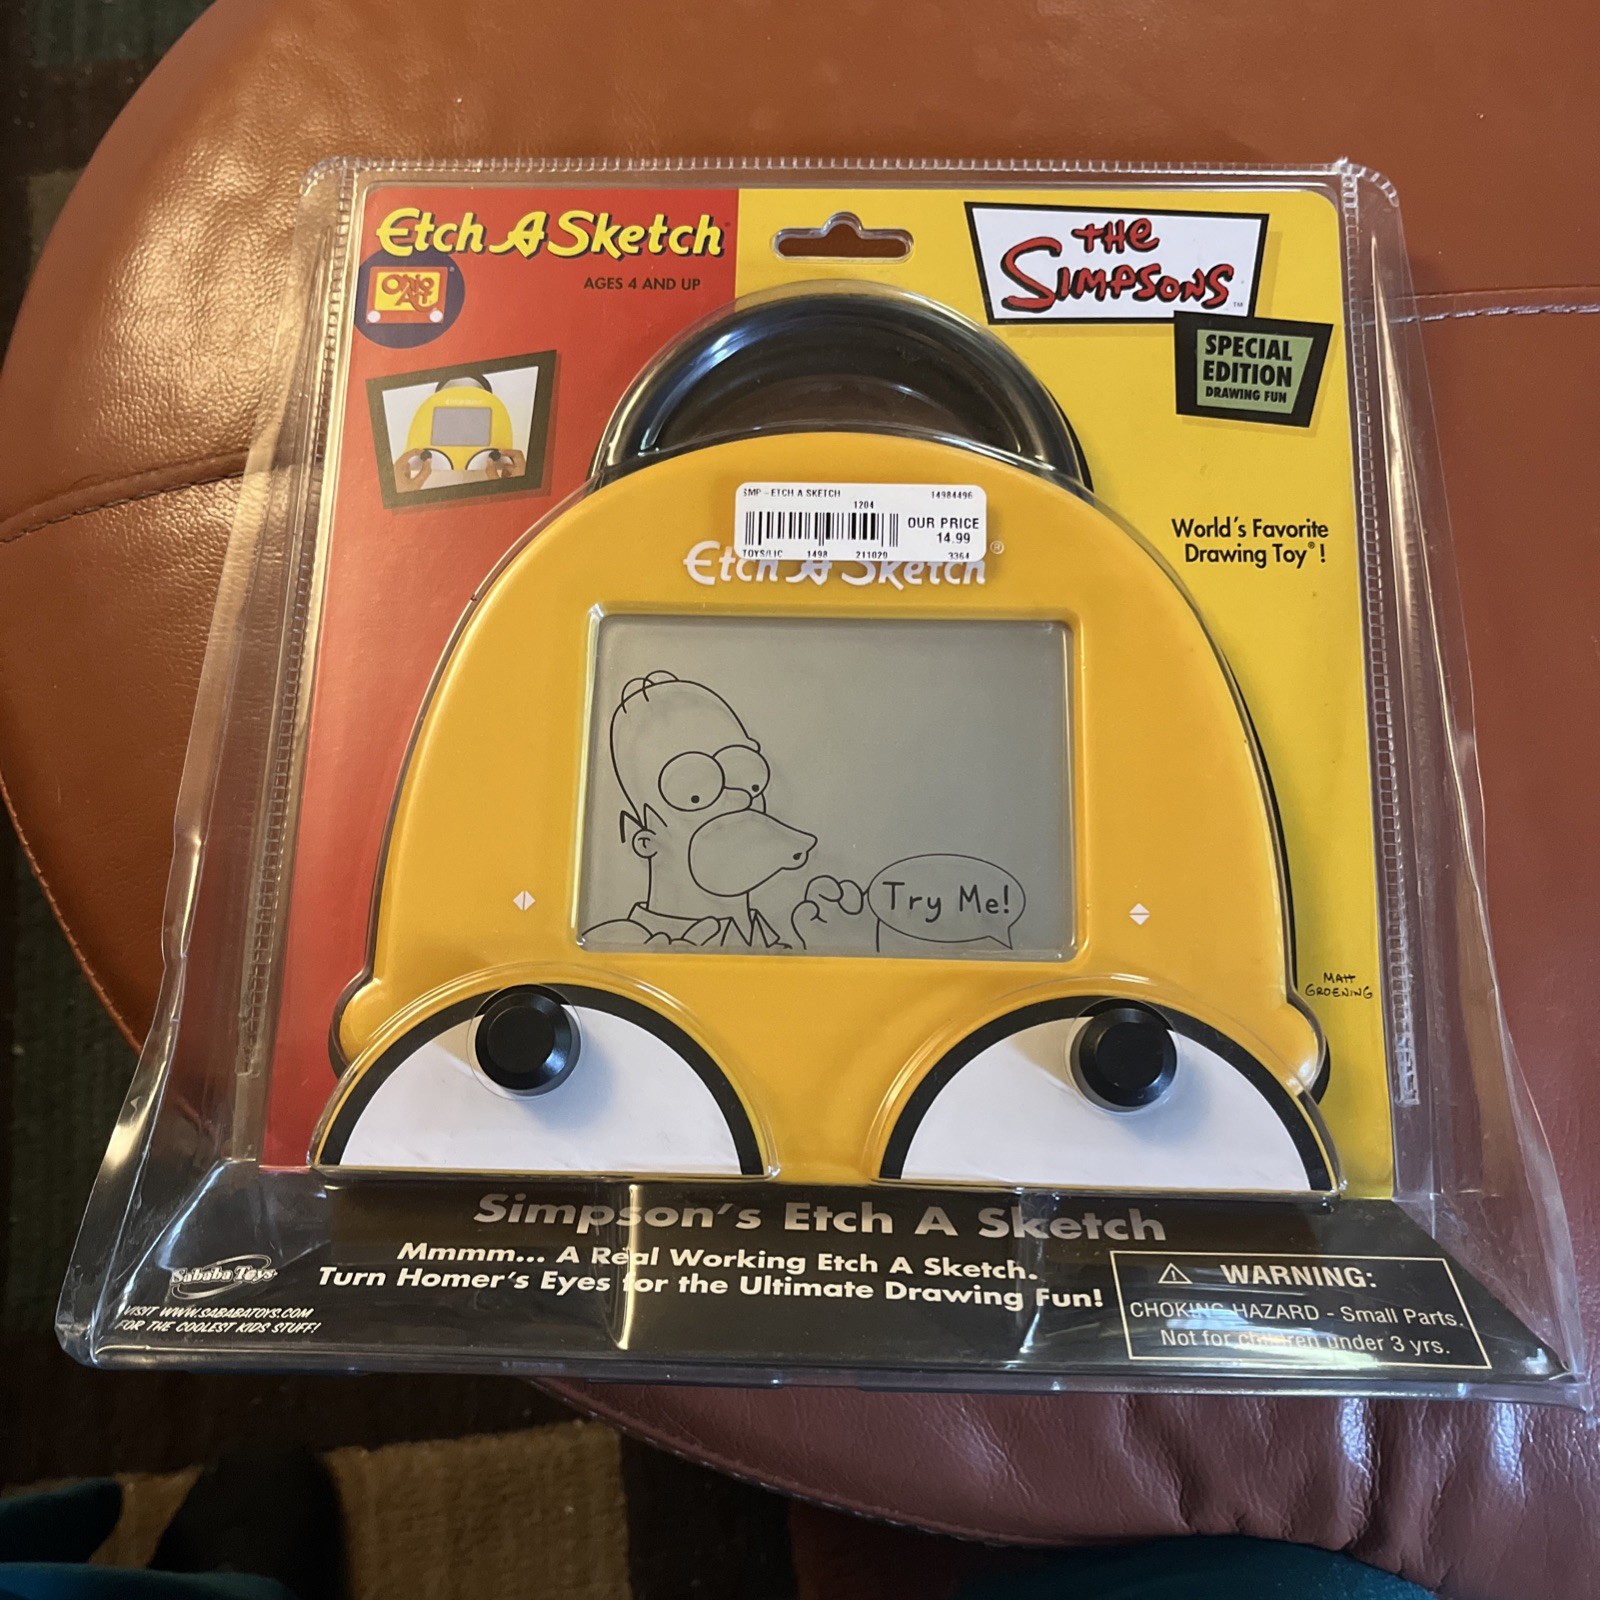 Etch A Sketch®
AGES 4 AND UP
Ohio Art ®
THE
SIMPSONS™
SPECIAL
EDITION
DRAWING FUN
SMP-ETCH A SKETCH 14984496
1204
OUR PRICE
14.99
TOYS/LIC 1498 211029 3364
Etch A Sketch®
World's Favorite
Drawing Toy®!
Try Me!
MATT
GROENING
Simpson's Etch A Sketch
Mmmm... A Real Working Etch A Sketch.
Turn Homer's Eyes for the Ultimate Drawing Fun!
Sababa Toys
VISIT WWW.SABABATOYS.COM
FOR THE COOLEST KIDS STUFF!
WARNING:
CHOKING HAZARD - Small Parts.
Not for children under 3 yrs.